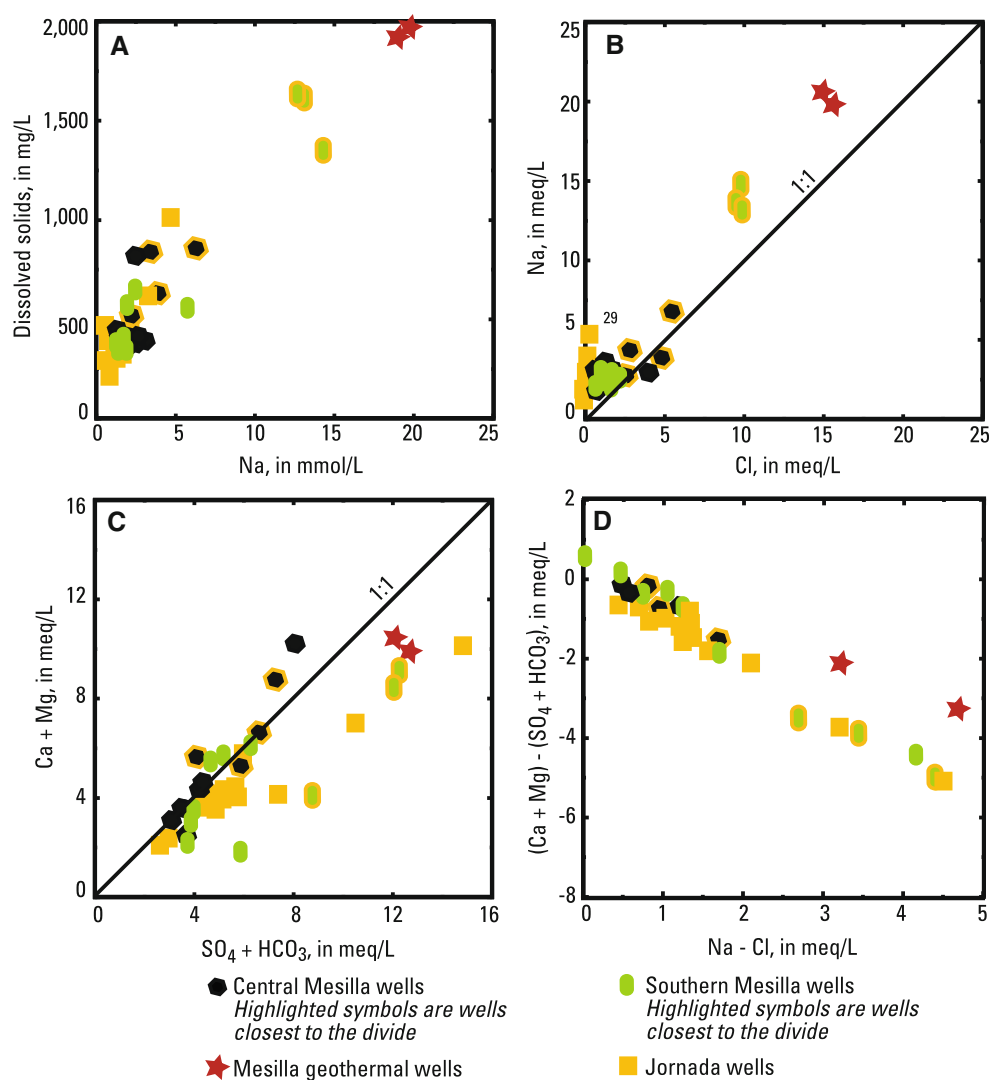 A
Dissolved solids, in mg/L
2,000
1,500
1,000
500
0
0 5 10 15 20 25
Na, in mmol/L
B
Na, in meq/L
25
20
15
10
5
0
1:1
29
0 5 10 15 20 25
Cl, in meq/L
C
Ca + Mg, in meq/L
16
12
8
4
0
1:1
0 4 8 12 16
SO4 + HCO3, in meq/L
D
(Ca + Mg) - (SO4 + HCO3), in meq/L
2
0
-2
-4
-6
-8
0 1 2 3 4 5
Na - Cl, in meq/L
Central Mesilla wells
Highlighted symbols are wells
closest to the divide
Mesilla geothermal wells
Southern Mesilla wells
Highlighted symbols are wells
closest to the divide
Jornada wells